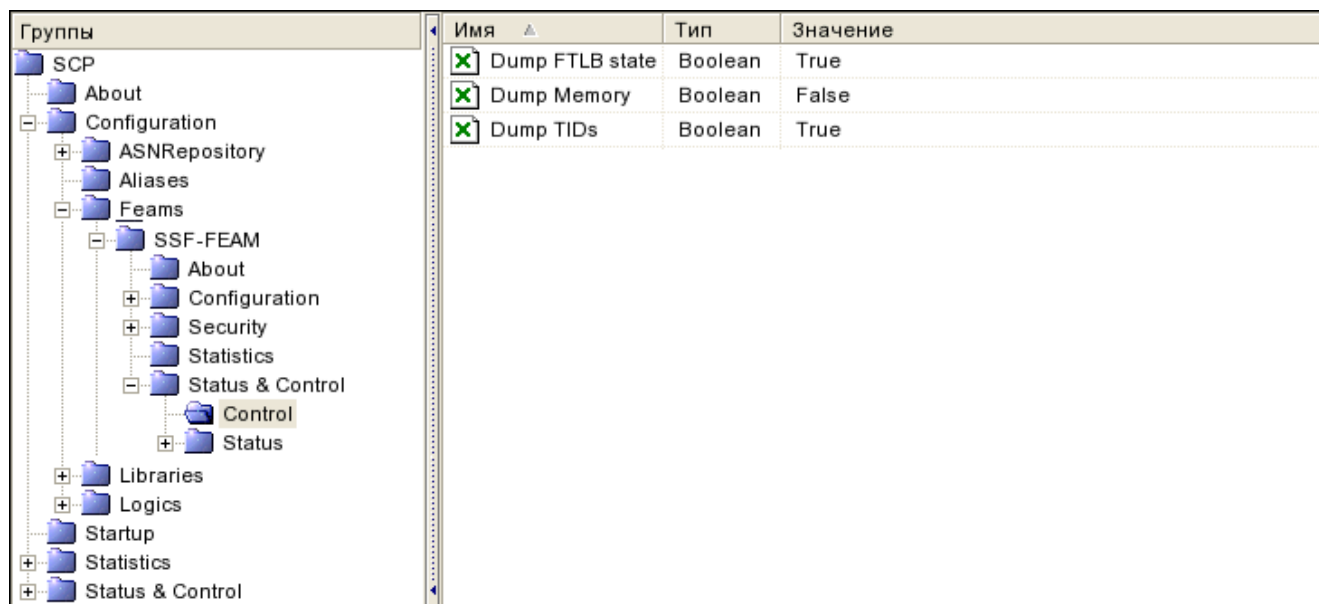 Группы
SCP
About
Configuration
ASNRepository
Aliases
Feams
SSF-FEAM
About
Configuration
Security
Statistics
Status & Control
Control
Status
Libraries
Logics
Startup
Statistics
Status & Control
Имя Тип Значение
Dump FTLB state Boolean True
Dump Memory Boolean False
Dump TIDs Boolean True